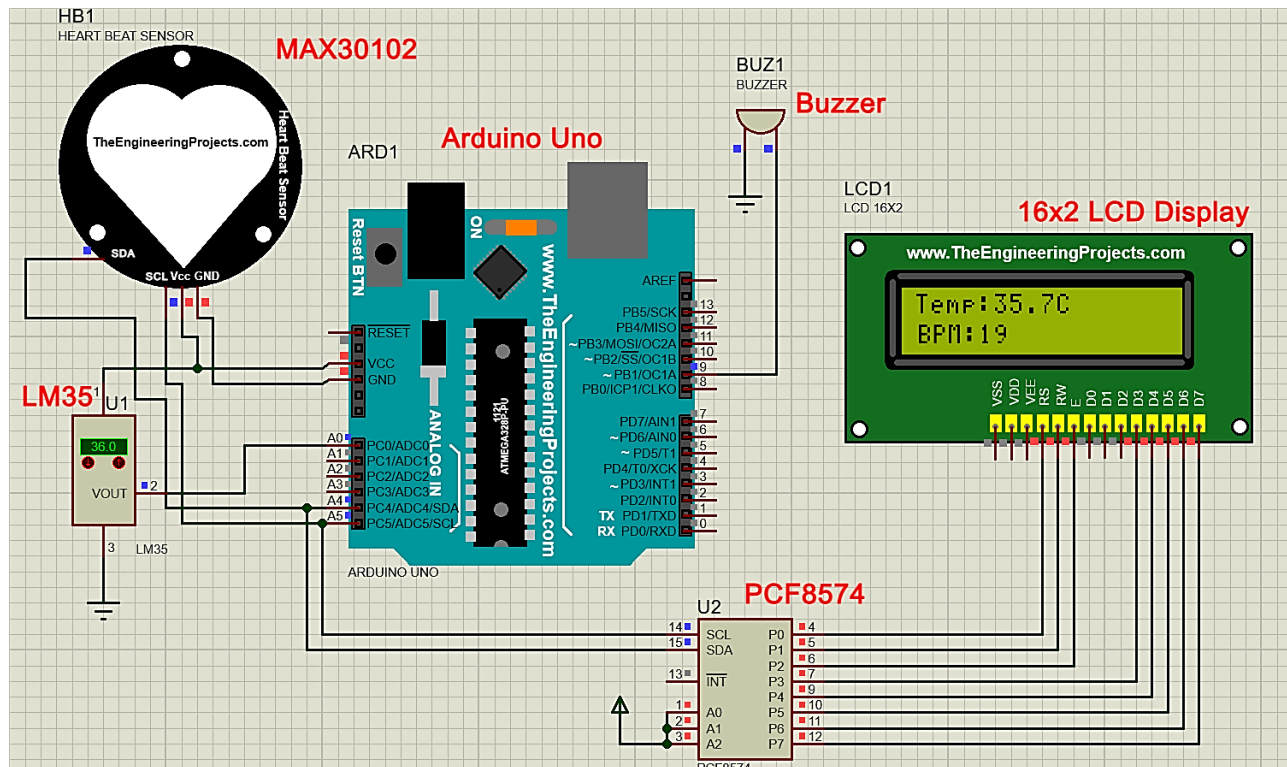 HB1
HEART BEAT SENSOR
MAX30102
TheEngineeringProjects.com
Heart Beat Sensor
SDA
SCL Vcc GND
BUZ1
BUZZER
Buzzer
Arduino Uno
ARD1
Reset BTN
ON
www.TheEngineeringProjects.com
ANALOG IN
1121
ATMEGA328P-PU
RESET
VCC
GND
A0 PC0/ADC0
A1 PC1/ADC1
A2 PC2/ADC2
A3 PC3/ADC3
A4 PC4/ADC4/SDA
A5 PC5/ADC5/SCL
AREF
PB5/SCK 13
PB4/MISO 12
~PB3/MOSI/OC2A 11
~PB2/SS/OC1B 10
~PB1/OC1A 9
PB0/ICP1/CLKO 8
PD7/AIN1 7
~PD6/AIN0 6
~PD5/T1 5
PD4/T0/XCK 4
~PD3/INT1 3
PD2/INT0 2
TX PD1/TXD 1
RX PD0/RXD 0
ARDUINO UNO
LM35
U1
1
36.0
VOUT 2
3
LM35
LCD1
LCD 16X2
16x2 LCD Display
www.TheEngineeringProjects.com
Temp:35.7C
BPM:19
VSS VDD VEE RS RW E D0 D1 D2 D3 D4 D5 D6 D7
PCF8574
U2
14 SCL P0 4
15 SDA P1 5
P2 6
13 INT P3 7
P4 9
1 A0 P5 10
2 A1 P6 11
3 A2 P7 12
PCF8574